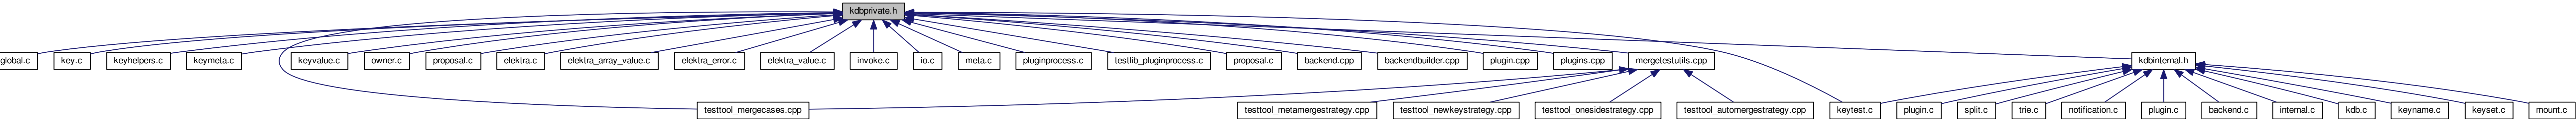 kdbprivate.h
global.c
key.c
keyhelpers.c
keymeta.c
keyvalue.c
owner.c
proposal.c
elektra.c
elektra_array_value.c
elektra_error.c
elektra_value.c
invoke.c
io.c
meta.c
pluginprocess.c
testlib_pluginprocess.c
proposal.c
backend.cpp
backendbuilder.cpp
plugin.cpp
plugins.cpp
mergetestutils.cpp
kdbinternal.h
testtool_mergecases.cpp
testtool_metamergestrategy.cpp
testtool_newkeystrategy.cpp
testtool_onesidestrategy.cpp
testtool_automergestrategy.cpp
keytest.c
plugin.c
split.c
trie.c
notification.c
plugin.c
backend.c
internal.c
kdb.c
keyname.c
keyset.c
mount.c